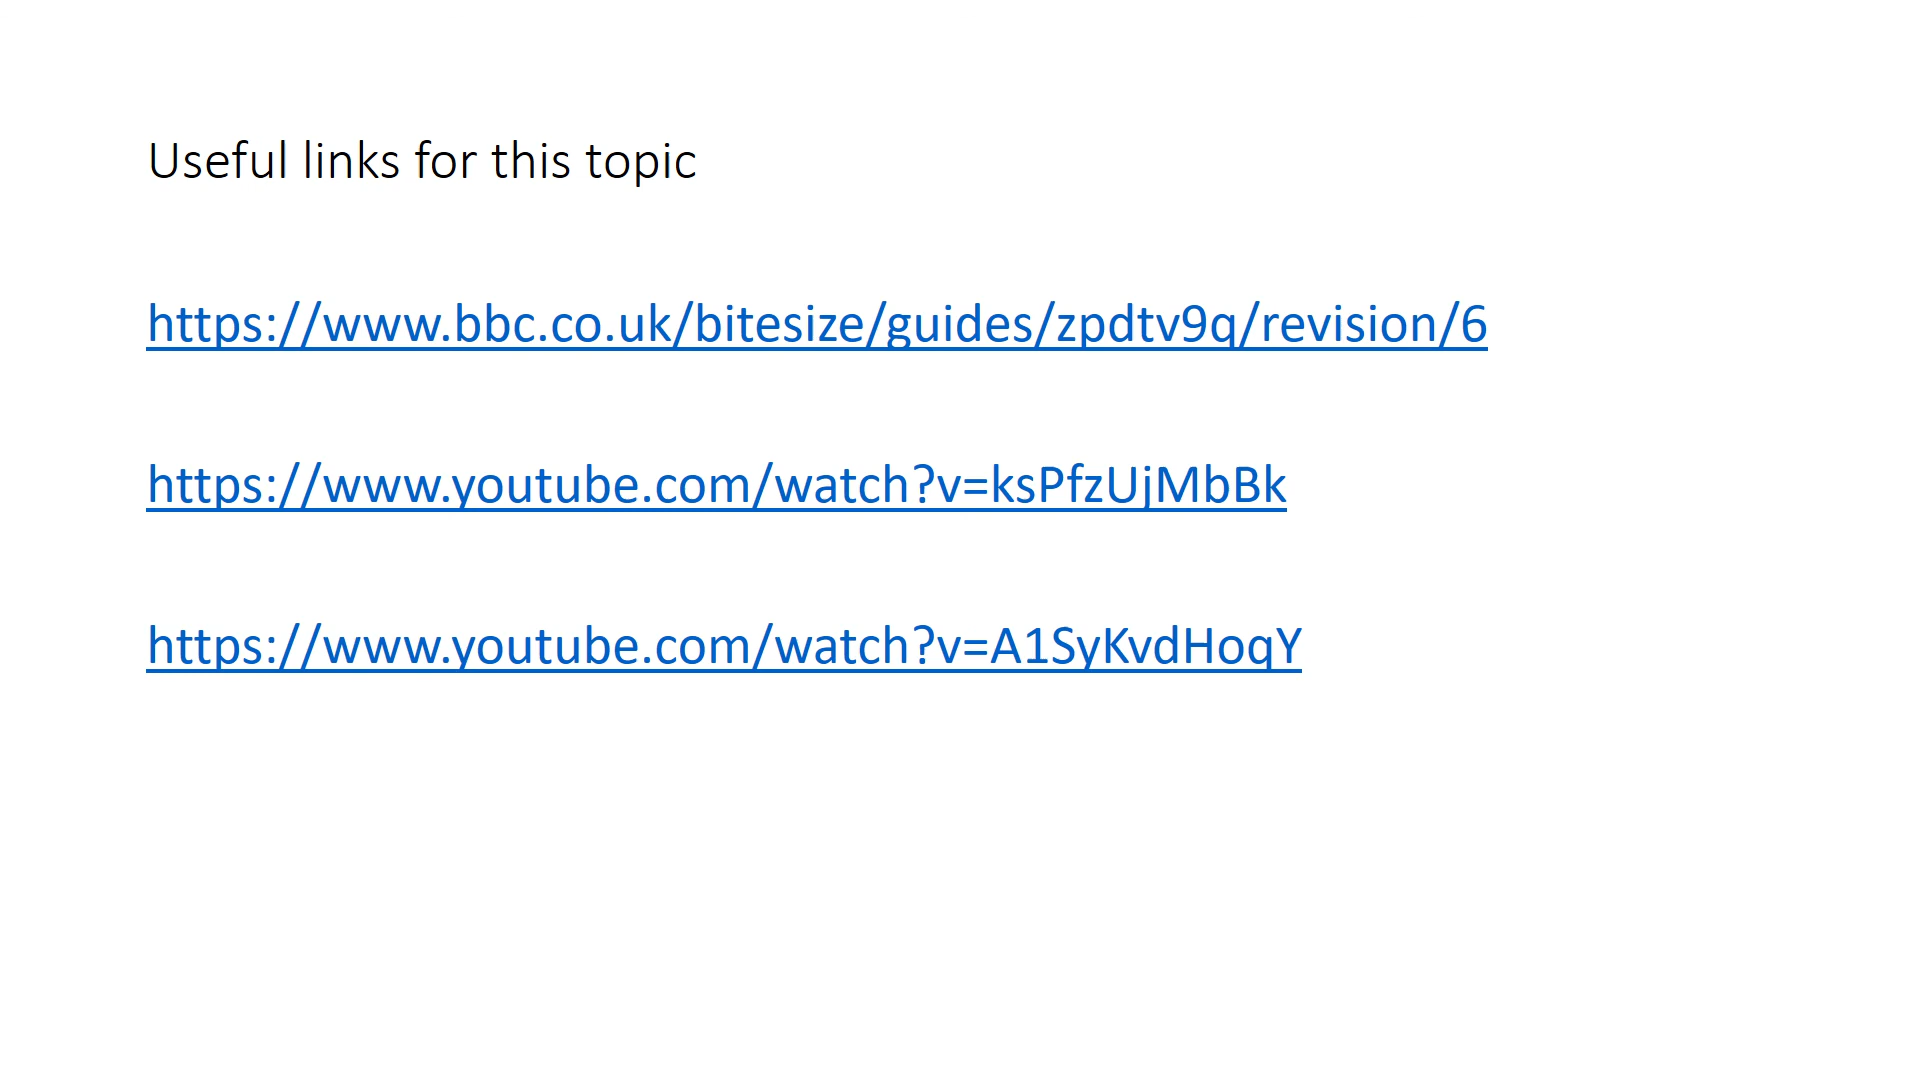 Useful links for this topic
https://www.bbc.co.uk/bitesize/guides/zpdtv9q/revision/6
https://www.youtube.com/watch?v=ksPfzUjMbBk
https://www.youtube.com/watch?v=A1SyKvdHoqY